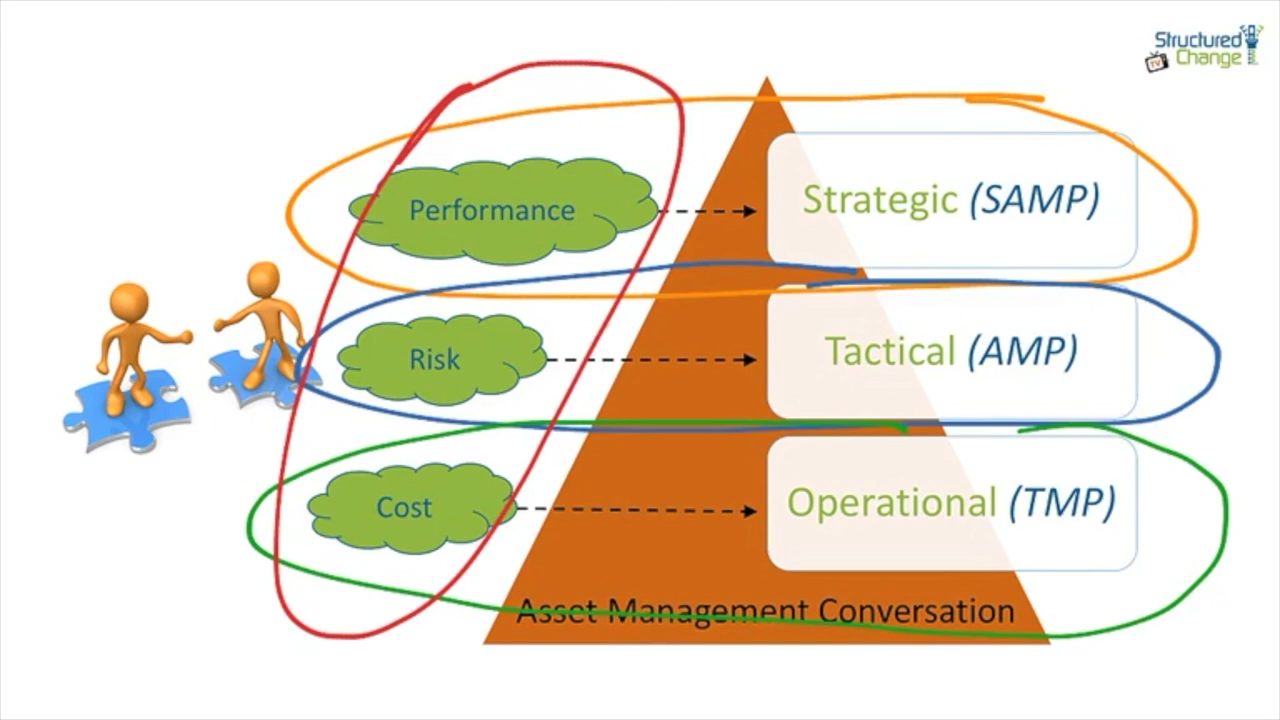 Structured
TV Change
Performance
Strategic (SAMP)
Risk
Tactical (AMP)
Cost
Operational (TMP)
Asset Management Conversation